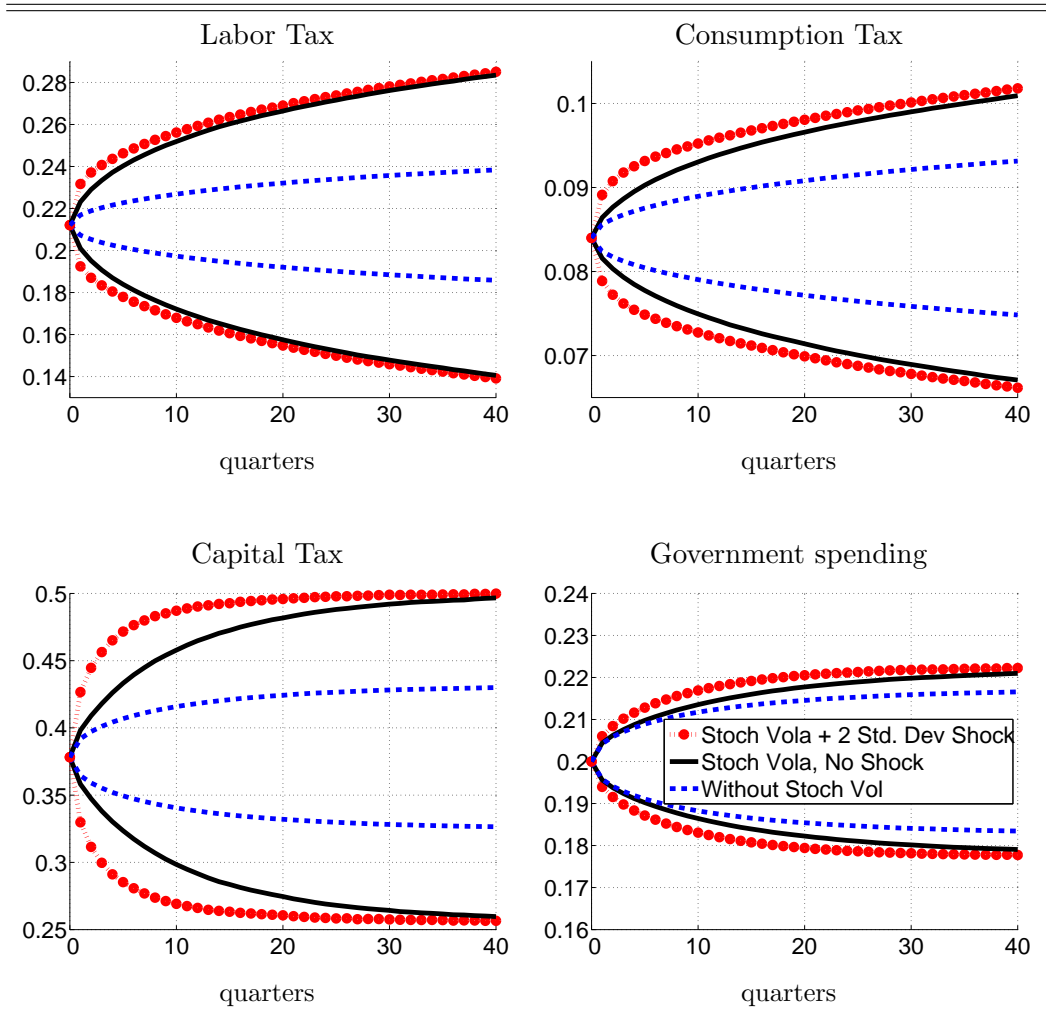 Labor Tax
0.28
0.26
0.24
0.22
0.2
0.18
0.16
0.14
0 10 20 30 40
quarters
Consumption Tax
0.1
0.09
0.08
0.07
0 10 20 30 40
quarters
Capital Tax
0.5
0.45
0.4
0.35
0.3
0.25
0 10 20 30 40
quarters
Government spending
0.24
0.23
0.22
0.21
0.2
0.19
0.18
0.17
0.16
0 10 20 30 40
Stoch Vola + 2 Std. Dev Shock
Stoch Vola, No Shock
Without Stoch Vol
quarters